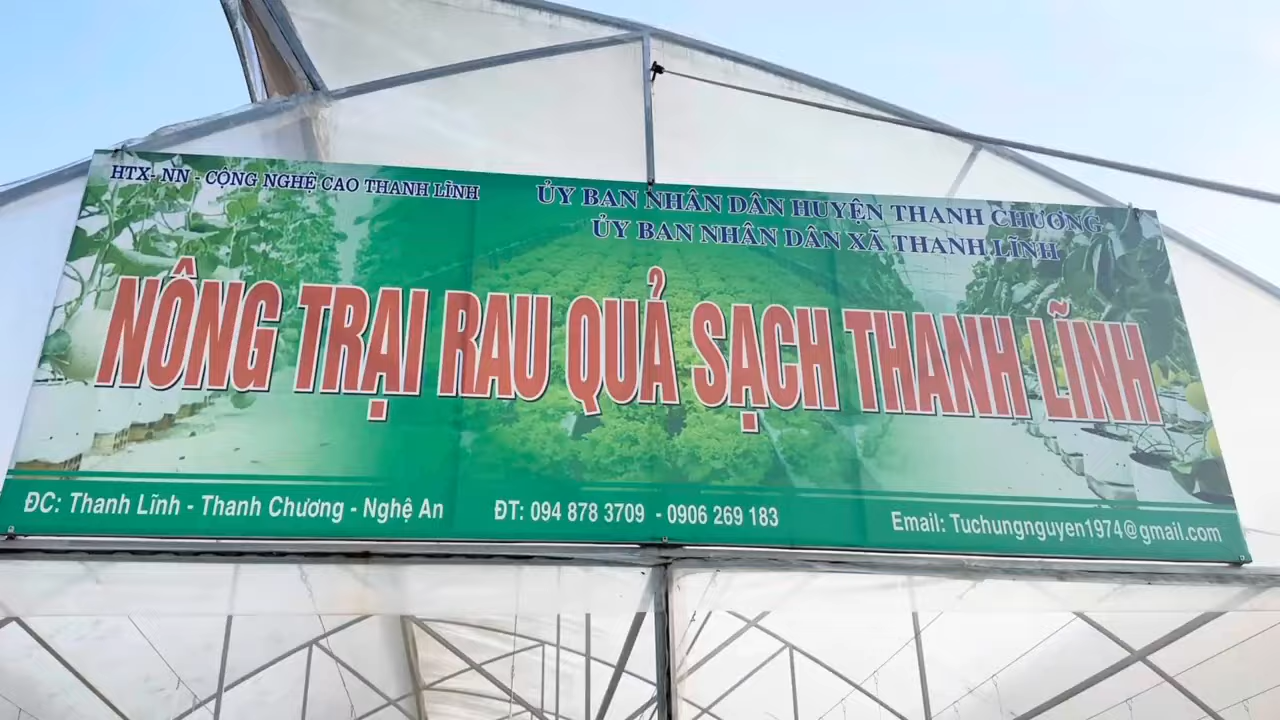 HTX- NN - CÔNG NGHỆ CAO THANH LĨNH
ỦY BAN NHÂN DÂN HUYỆN THANH CHƯƠNG
ỦY BAN NHÂN DÂN XÃ THANH LĨNH
NÔNG TRẠI RAU QUẢ SẠCH THANH LĨNH
ĐC: Thanh Lĩnh - Thanh Chương - Nghệ An
ĐT: 094 878 3709 - 0906 269 183
Email: Tuchungnguyen1974@gmail.com